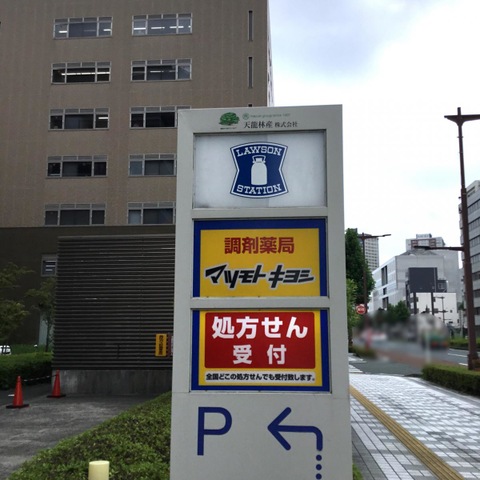 天龍林産株式会社
LAWSON
STATION
調剤薬局
マツモトキヨシ
処方せん
受付
全国どこの処方せんでも受付致します。
P